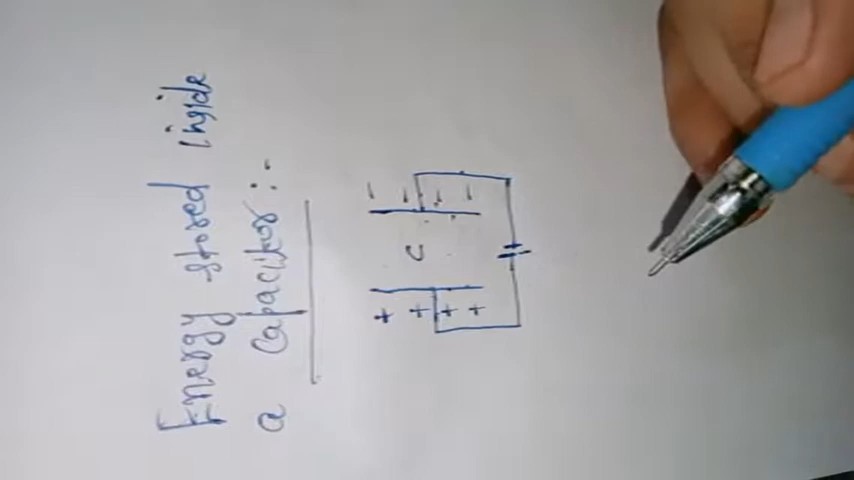 Energy stored inside
a Capacitor :-
- - - -
C
+ + + +